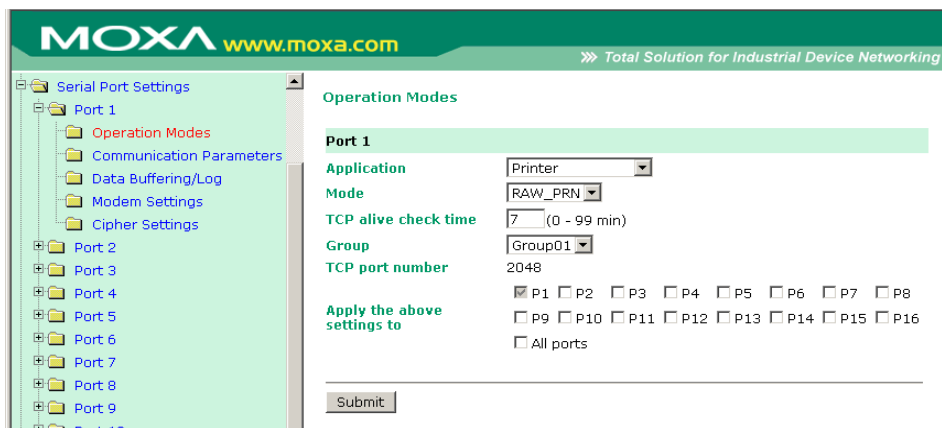 MOXA www.moxa.com
Total Solution for Industrial Device Networking
Serial Port Settings
Port 1
Operation Modes
Communication Parameters
Data Buffering/Log
Modem Settings
Cipher Settings
Port 2
Port 3
Port 4
Port 5
Port 6
Port 7
Port 8
Port 9
Operation Modes
Port 1
Application Printer
Mode RAW_PRN
TCP alive check time 7 (0 - 99 min)
Group Group01
TCP port number 2048
Apply the above settings to
P1 P2 P3 P4 P5 P6 P7 P8
P9 P10 P11 P12 P13 P14 P15 P16
All ports
Submit